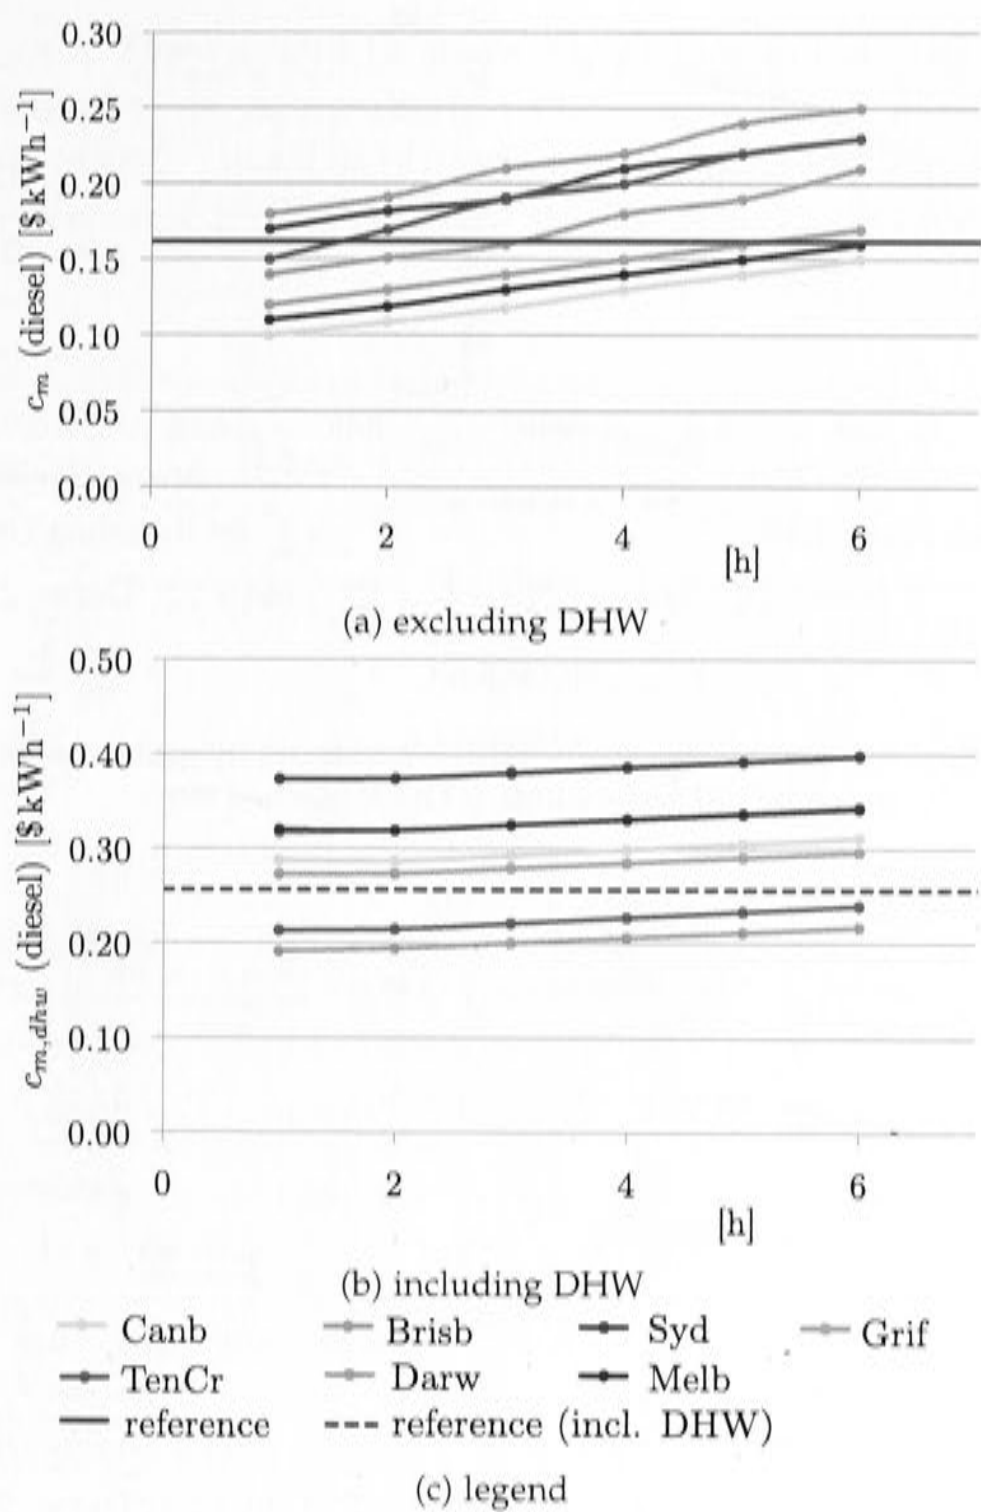 0.30
0.25
0.20
0.15
0.10
0.05
0.00
c_m (diesel) [$ kWh⁻¹]
0 2 4 6
[h]
(a) excluding DHW
0.50
0.40
0.30
0.20
0.10
0.00
c_{m,dhw} (diesel) [$ kWh⁻¹]
0 2 4 6
[h]
(b) including DHW
Canb Brisb Syd Grif
TenCr Darw Melb
reference reference (incl. DHW)
(c) legend